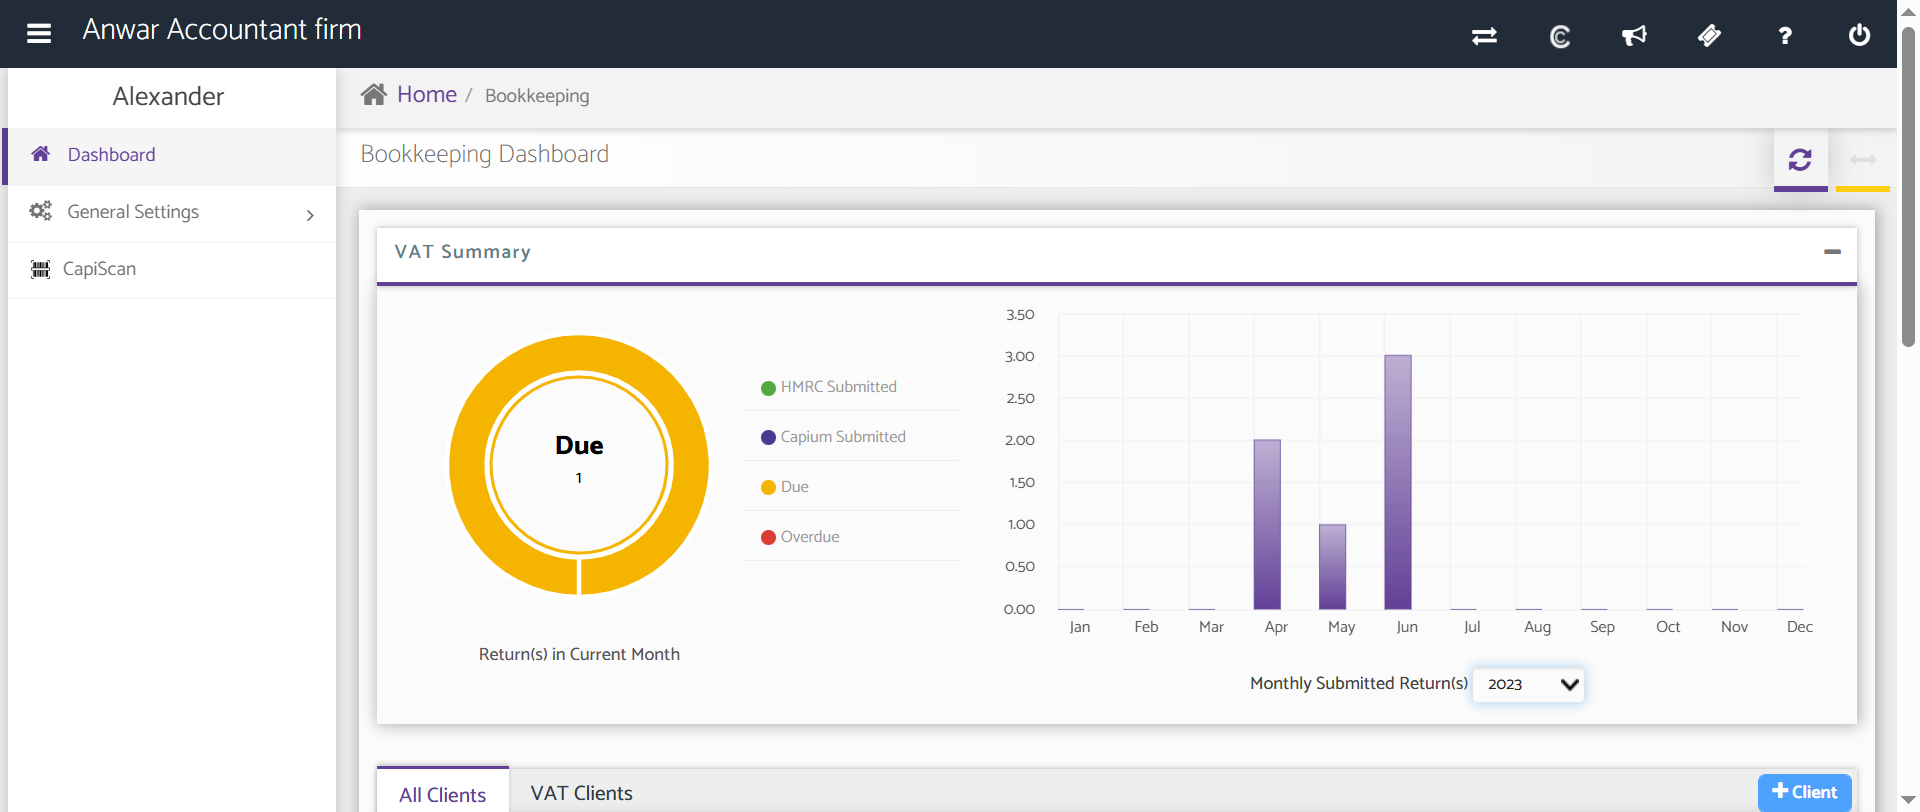 Anwar Accountant firm
?
Alexander
Home / Bookkeeping
Dashboard
Bookkeeping Dashboard
General Settings
CapiScan
VAT Summary
Due
1
Return(s) in Current Month
HMRC Submitted
Capium Submitted
Due
Overdue
3.50
3.00
2.50
2.00
1.50
1.00
0.50
0.00
Jan Feb Mar Apr May Jun Jul Aug Sep Oct Nov Dec
Monthly Submitted Return(s) 2023
All Clients
VAT Clients
+ Client